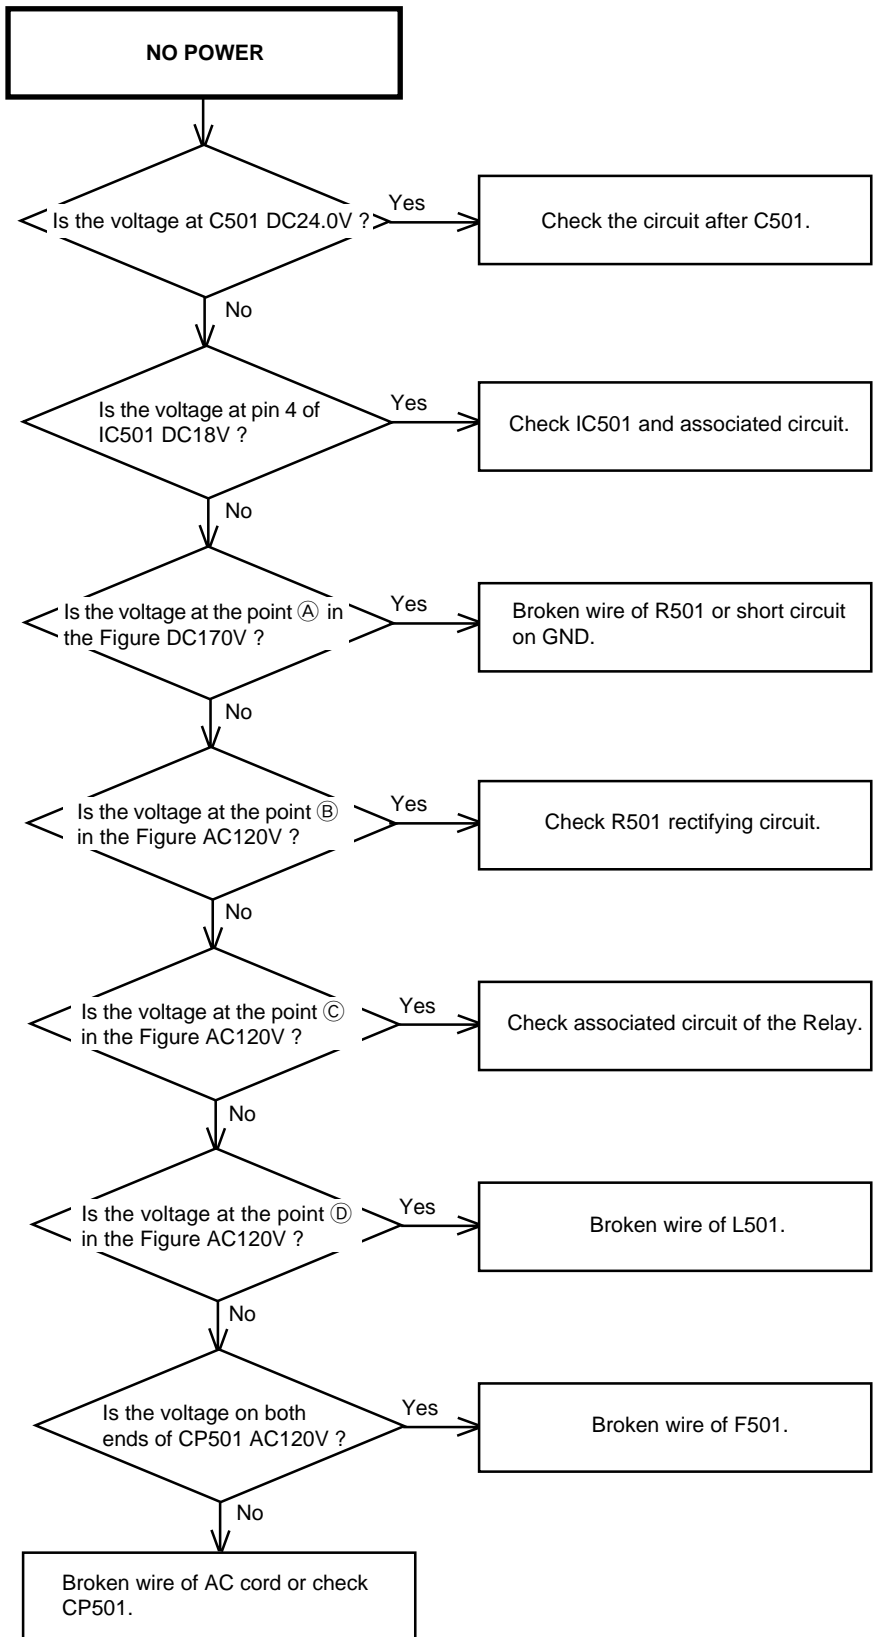 NO POWER
Is the voltage at C501 DC24.0V ?
Yes
Check the circuit after C501.
No
Is the voltage at pin 4 of
IC501 DC18V ?
Yes
Check IC501 and associated circuit.
No
Is the voltage at the point Ⓐ in
the Figure DC170V ?
Yes
Broken wire of R501 or short circuit
on GND.
No
Is the voltage at the point Ⓑ
in the Figure AC120V ?
Yes
Check R501 rectifying circuit.
No
Is the voltage at the point Ⓒ
in the Figure AC120V ?
Yes
Check associated circuit of the Relay.
No
Is the voltage at the point Ⓓ
in the Figure AC120V ?
Yes
Broken wire of L501.
No
Is the voltage on both
ends of CP501 AC120V ?
Yes
Broken wire of F501.
No
Broken wire of AC cord or check
CP501.